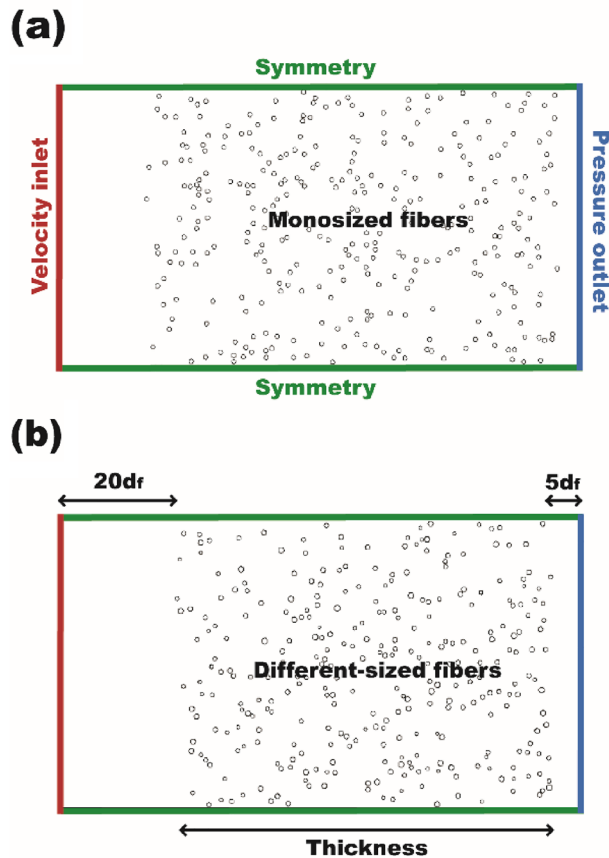 (a)
Symmetry
Velocity inlet
Monosized fibers
Pressure outlet
Symmetry
(b)
20df
5df
Different-sized fibers
Thickness